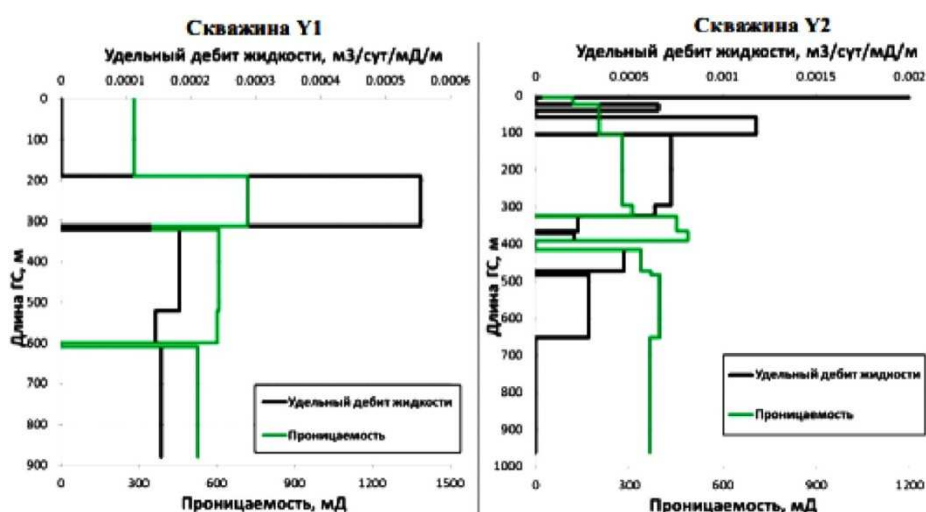 Скважина Y1
Удельный дебит жидкости, м3/сут/мД/м
0 0.0001 0.0002 0.0003 0.0004 0.0005 0.0006
0
100
200
300
400
500
600
700
800
900
Длина ГС, м
Удельный дебит жидкости
Проницаемость
0 300 600 900 1200 1500
Проницаемость, мД
Скважина Y2
Удельный дебит жидкости, м3/сут/мД/м
0 0.0005 0.001 0.0015 0.002
0
100
200
300
400
500
600
700
800
900
1000
Длина ГС, м
Удельный дебит жидкости
Проницаемость
0 300 600 900 1200
Проницаемость, мД